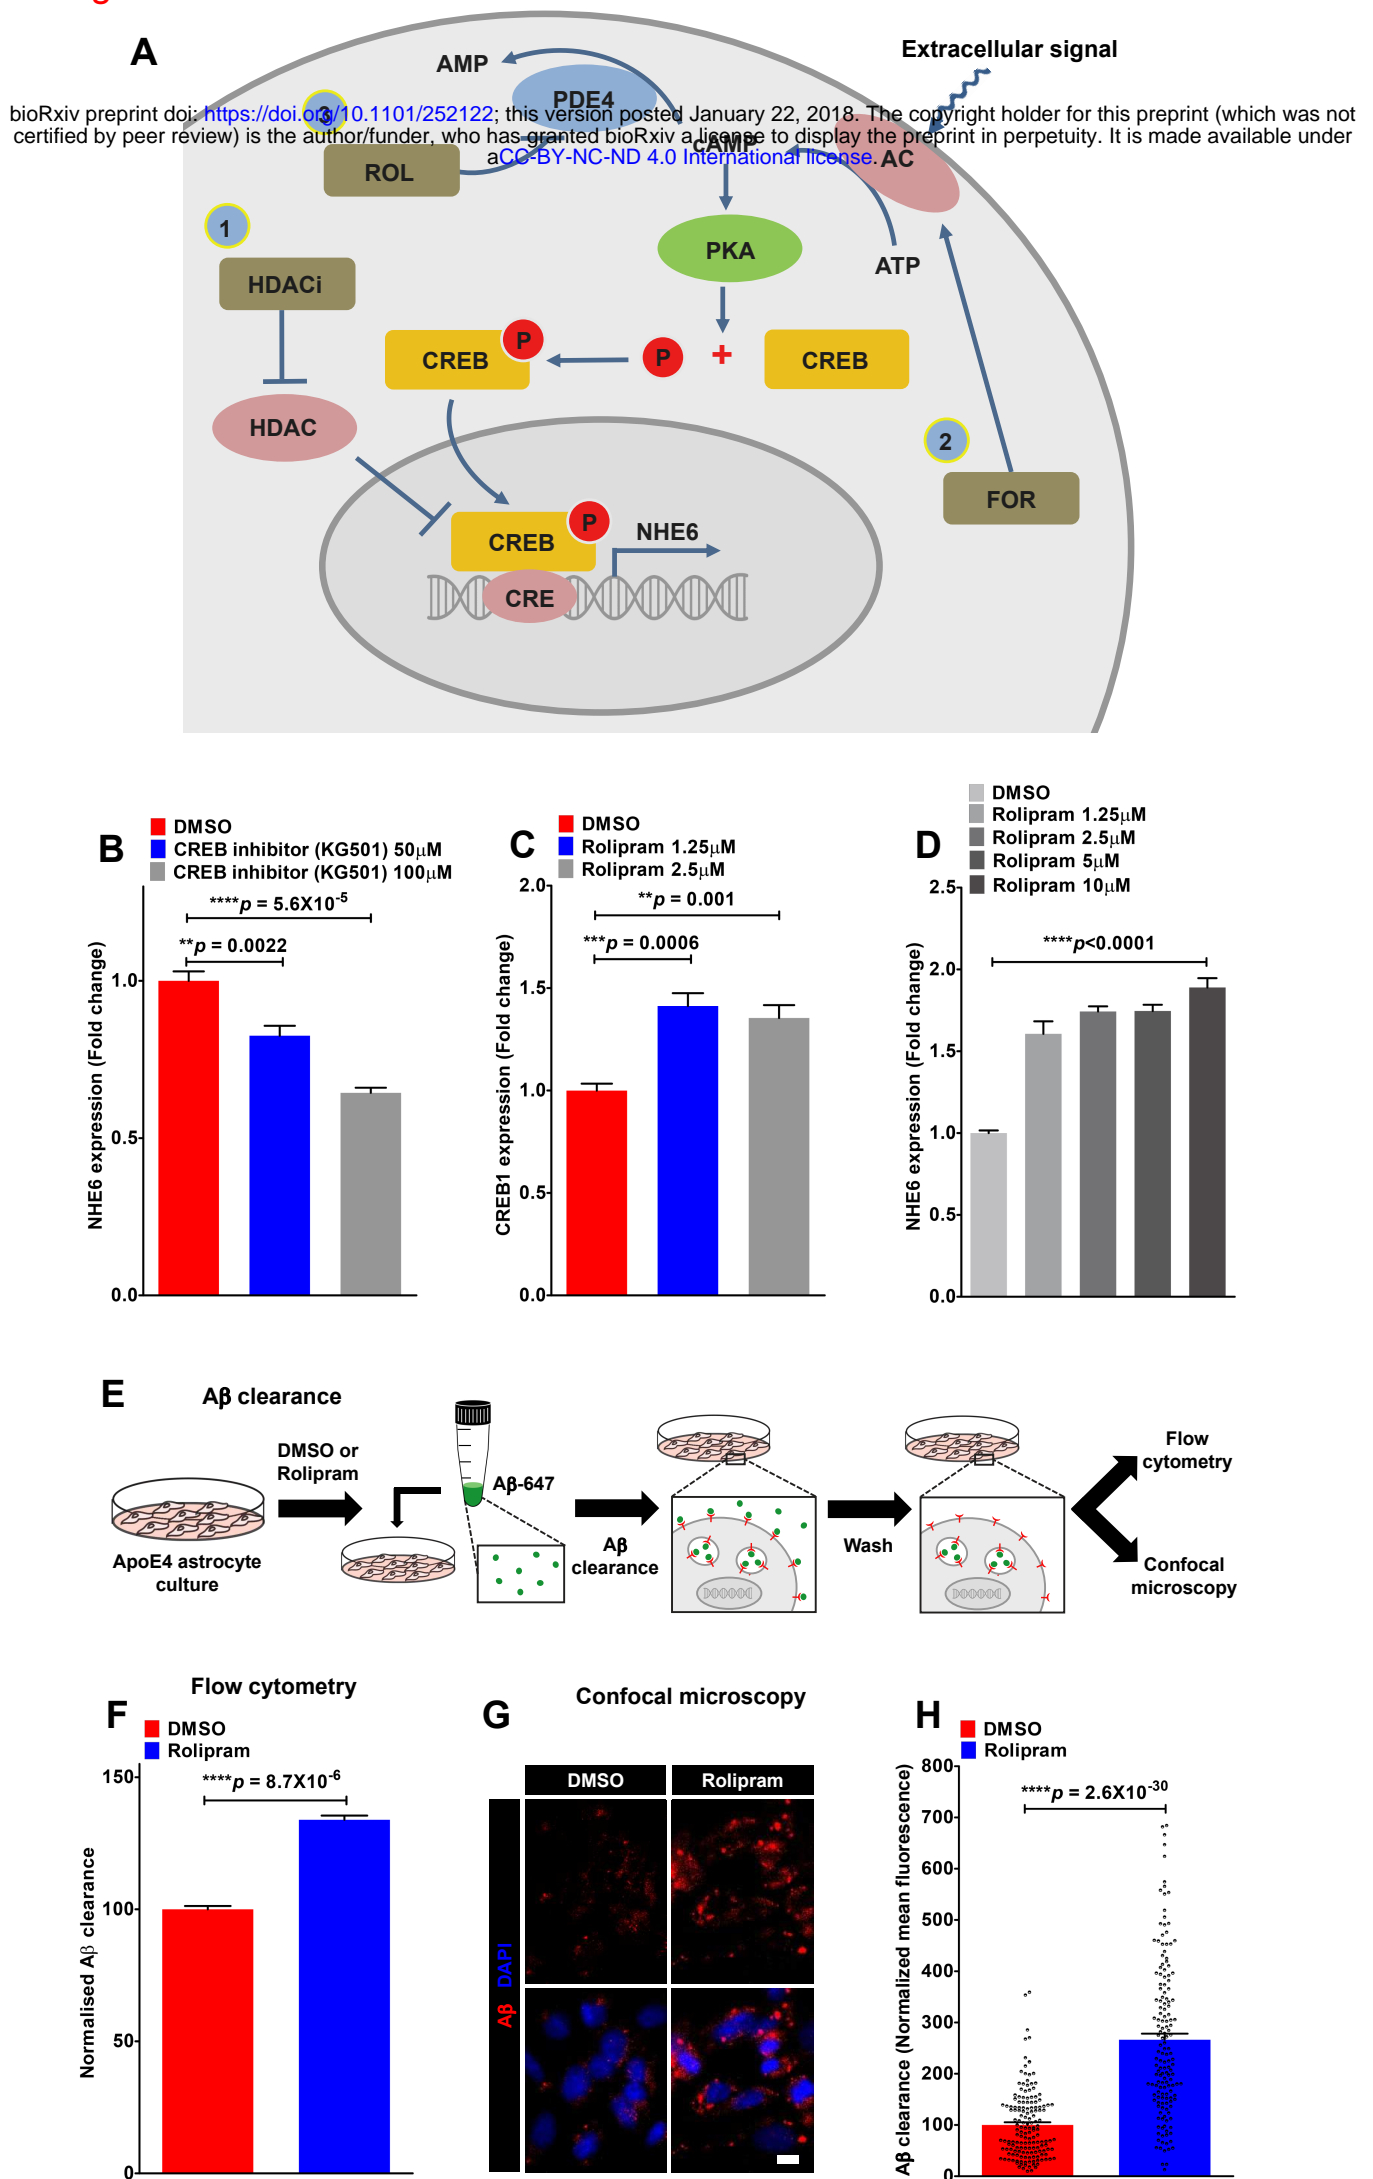 A
Extracellular signal
AMP
PDE4
bioRxiv preprint doi: https://doi.org/10.1101/252122; this version posted January 22, 2018. The copyright holder for this preprint (which was not
certified by peer review) is the author/funder, who has granted bioRxiv a license to display the preprint in perpetuity. It is made available under
aCC-BY-NC-ND 4.0 International license.
3
cAMP
AC
ROL
1
PKA
ATP
HDACi
CREB
P
P
+
CREB
HDAC
2
FOR
P
CREB
NHE6
CRE
B
DMSO
CREB inhibitor (KG501) 50μM
CREB inhibitor (KG501) 100μM
****p = 5.6X10-5
**p = 0.0022
NHE6 expression (Fold change)
1.0
0.5
0.0
C
DMSO
Rolipram 1.25μM
Rolipram 2.5μM
**p = 0.001
***p = 0.0006
CREB1 expression (Fold change)
2.0
1.5
1.0
0.5
0.0
D
DMSO
Rolipram 1.25μM
Rolipram 2.5μM
Rolipram 5μM
Rolipram 10μM
****p<0.0001
NHE6 expression (Fold change)
2.5
2.0
1.5
1.0
0.5
0.0
E
Aβ clearance
ApoE4 astrocyte
culture
DMSO or
Rolipram
Aβ-647
Aβ
clearance
Wash
Flow
cytometry
Confocal
microscopy
F
Flow cytometry
DMSO
Rolipram
****p = 8.7X10-6
Normalised Aβ clearance
150
100
50
0
G
Confocal microscopy
DMSO
Rolipram
Aβ DAPI
H
DMSO
Rolipram
****p = 2.6X10-30
Aβ clearance (Normalized mean fluorescence)
800
700
600
500
400
300
200
100
0